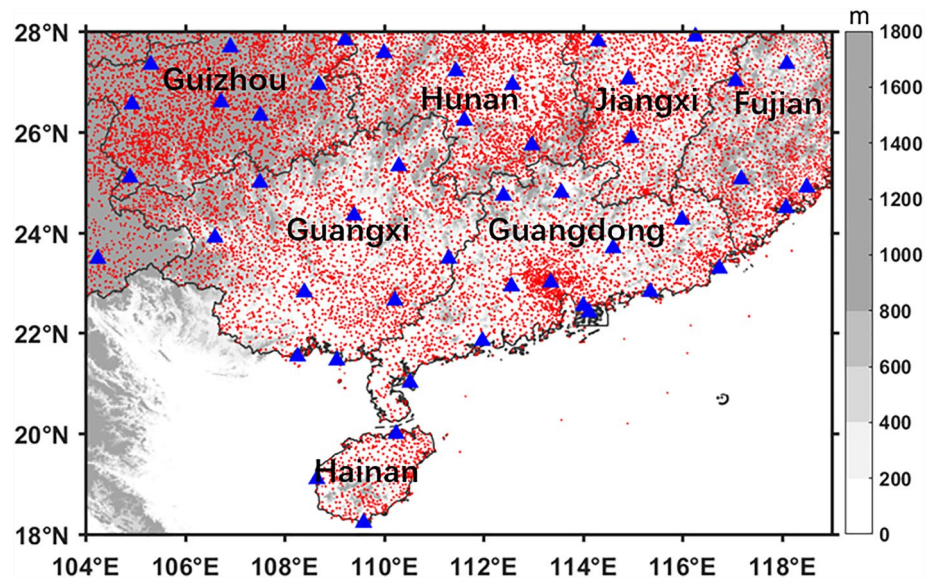 m
28°N
26°N
24°N
22°N
20°N
18°N
104°E 106°E 108°E 110°E 112°E 114°E 116°E 118°E
Guizhou
Hunan
Jiangxi
Fujian
Guangxi
Guangdong
Hainan
1800
1600
1400
1200
1000
800
600
400
200
0